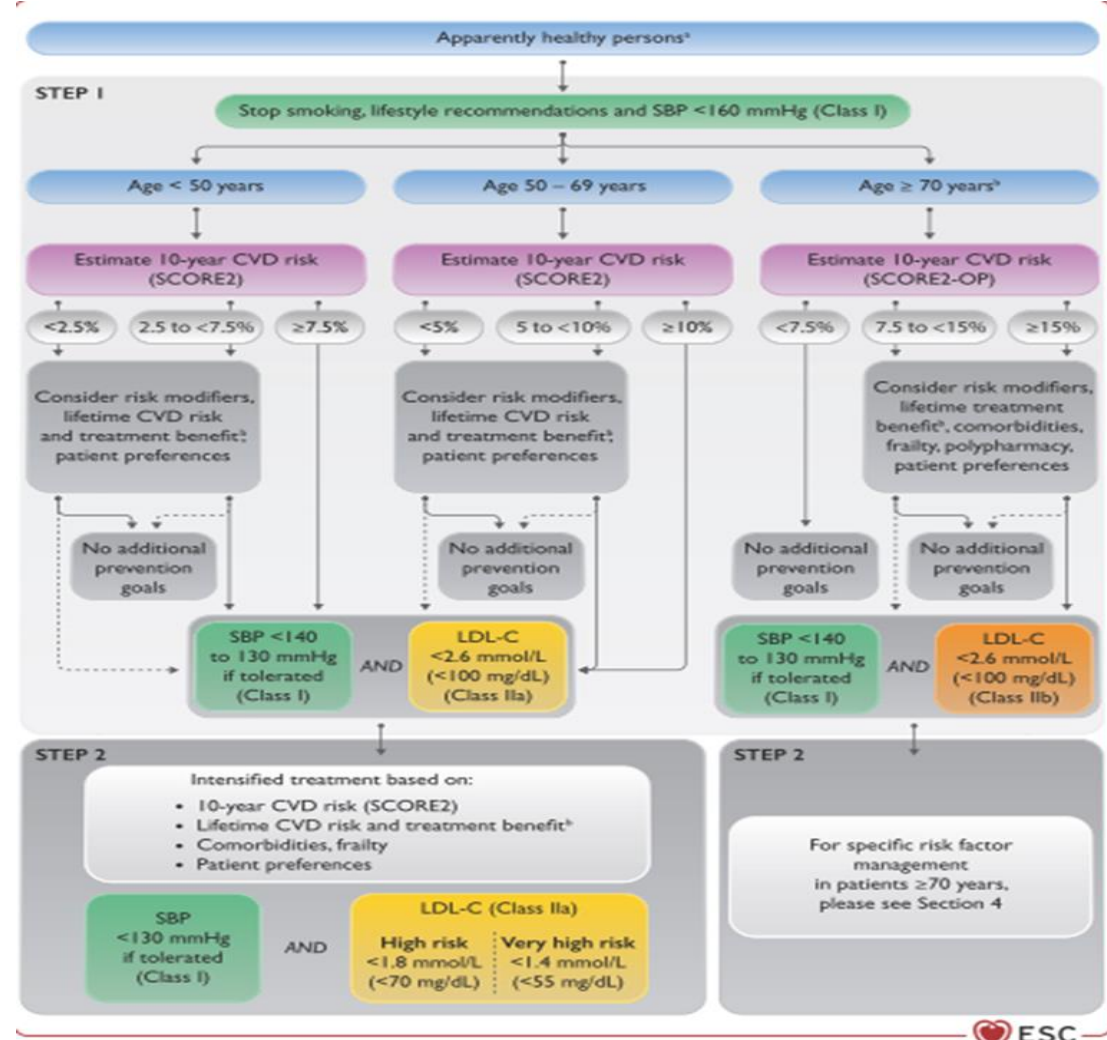 Apparently healthy personsᵃ
STEP 1
Stop smoking, lifestyle recommendations and SBP <160 mmHg (Class I)
Age < 50 years
Age 50 – 69 years
Age ≥ 70 yearsᵇ
Estimate 10-year CVD risk
(SCORE2)
Estimate 10-year CVD risk
(SCORE2)
Estimate 10-year CVD risk
(SCORE2-OP)
<2.5%
2.5 to <7.5%
≥7.5%
<5%
5 to <10%
≥10%
<7.5%
7.5 to <15%
≥15%
Consider risk modifiers,
lifetime CVD risk
and treatment benefitᵇ,
patient preferences
Consider risk modifiers,
lifetime CVD risk
and treatment benefitᵇ,
patient preferences
Consider risk modifiers,
lifetime treatment
benefitᵇ, comorbidities,
frailty, polypharmacy,
patient preferences
No additional
prevention
goals
No additional
prevention
goals
No additional
prevention
goals
No additional
prevention
goals
SBP <140
to 130 mmHg
if tolerated
(Class I)
AND
LDL-C
<2.6 mmol/L
(<100 mg/dL)
(Class IIa)
SBP <140
to 130 mmHg
if tolerated
(Class I)
AND
LDL-C
<2.6 mmol/L
(<100 mg/dL)
(Class IIb)
STEP 2
Intensified treatment based on:
• 10-year CVD risk (SCORE2)
• Lifetime CVD risk and treatment benefitᵇ
• Comorbidities, frailty
• Patient preferences
SBP
<130 mmHg
if tolerated
(Class I)
AND
LDL-C (Class IIa)
High risk
<1.8 mmol/L
(<70 mg/dL)
Very high risk
<1.4 mmol/L
(<55 mg/dL)
STEP 2
For specific risk factor
management
in patients ≥70 years,
please see Section 4
ESC